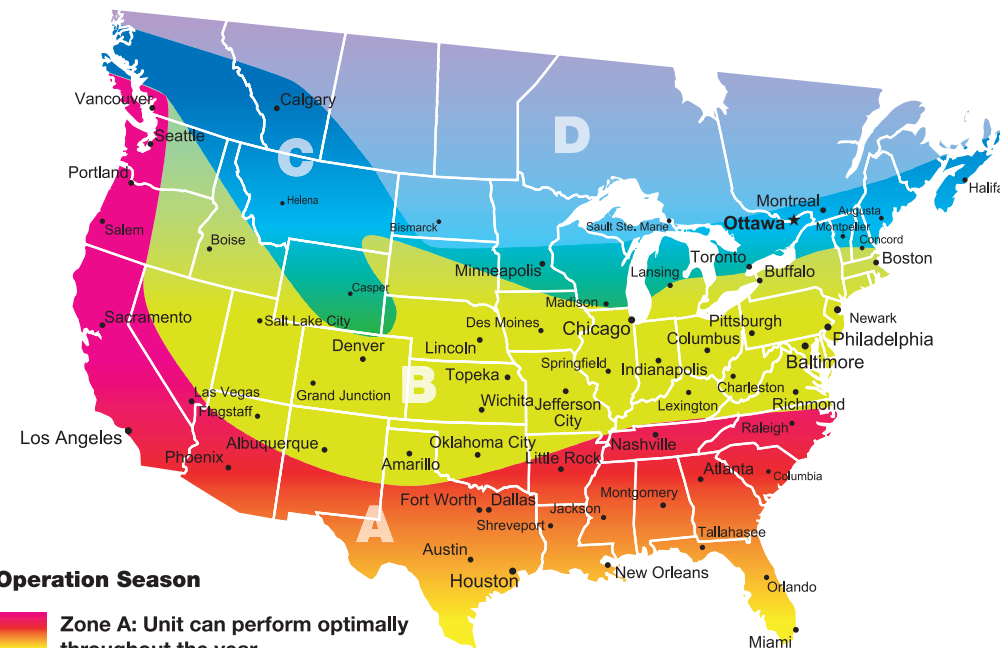 Vancouver
Calgary
Seattle
C
D
Portland
Helena
Halifa
Montreal
Augusta
Salem
Bismarck
Sault Ste. Marie
Ottawa
Montpelier
Boise
Concord
Toronto
Boston
Minneapolis
Lansing
Buffalo
Casper
Madison
Sacramento
Salt Lake City
Des Moines
Chicago
Pittsburgh
Newark
Denver
Lincoln
Columbus
Philadelphia
Springfield
Indianapolis
Baltimore
Topeka
B
Las Vegas
Grand Junction
Charleston
Wichita
Jefferson
City
Lexington
Richmond
Flagstaff
Los Angeles
Albuquerque
Oklahoma City
Nashville
Raleigh
Phoenix
Amarillo
Little Rock
Atlanta
Columbia
Fort Worth
Dallas
Montgomery
A
Shreveport
Jackson
Tallahasee
Austin
Houston
New Orleans
Orlando
Miami
Operation Season
Zone A: Unit can perform optimally
throughout the year